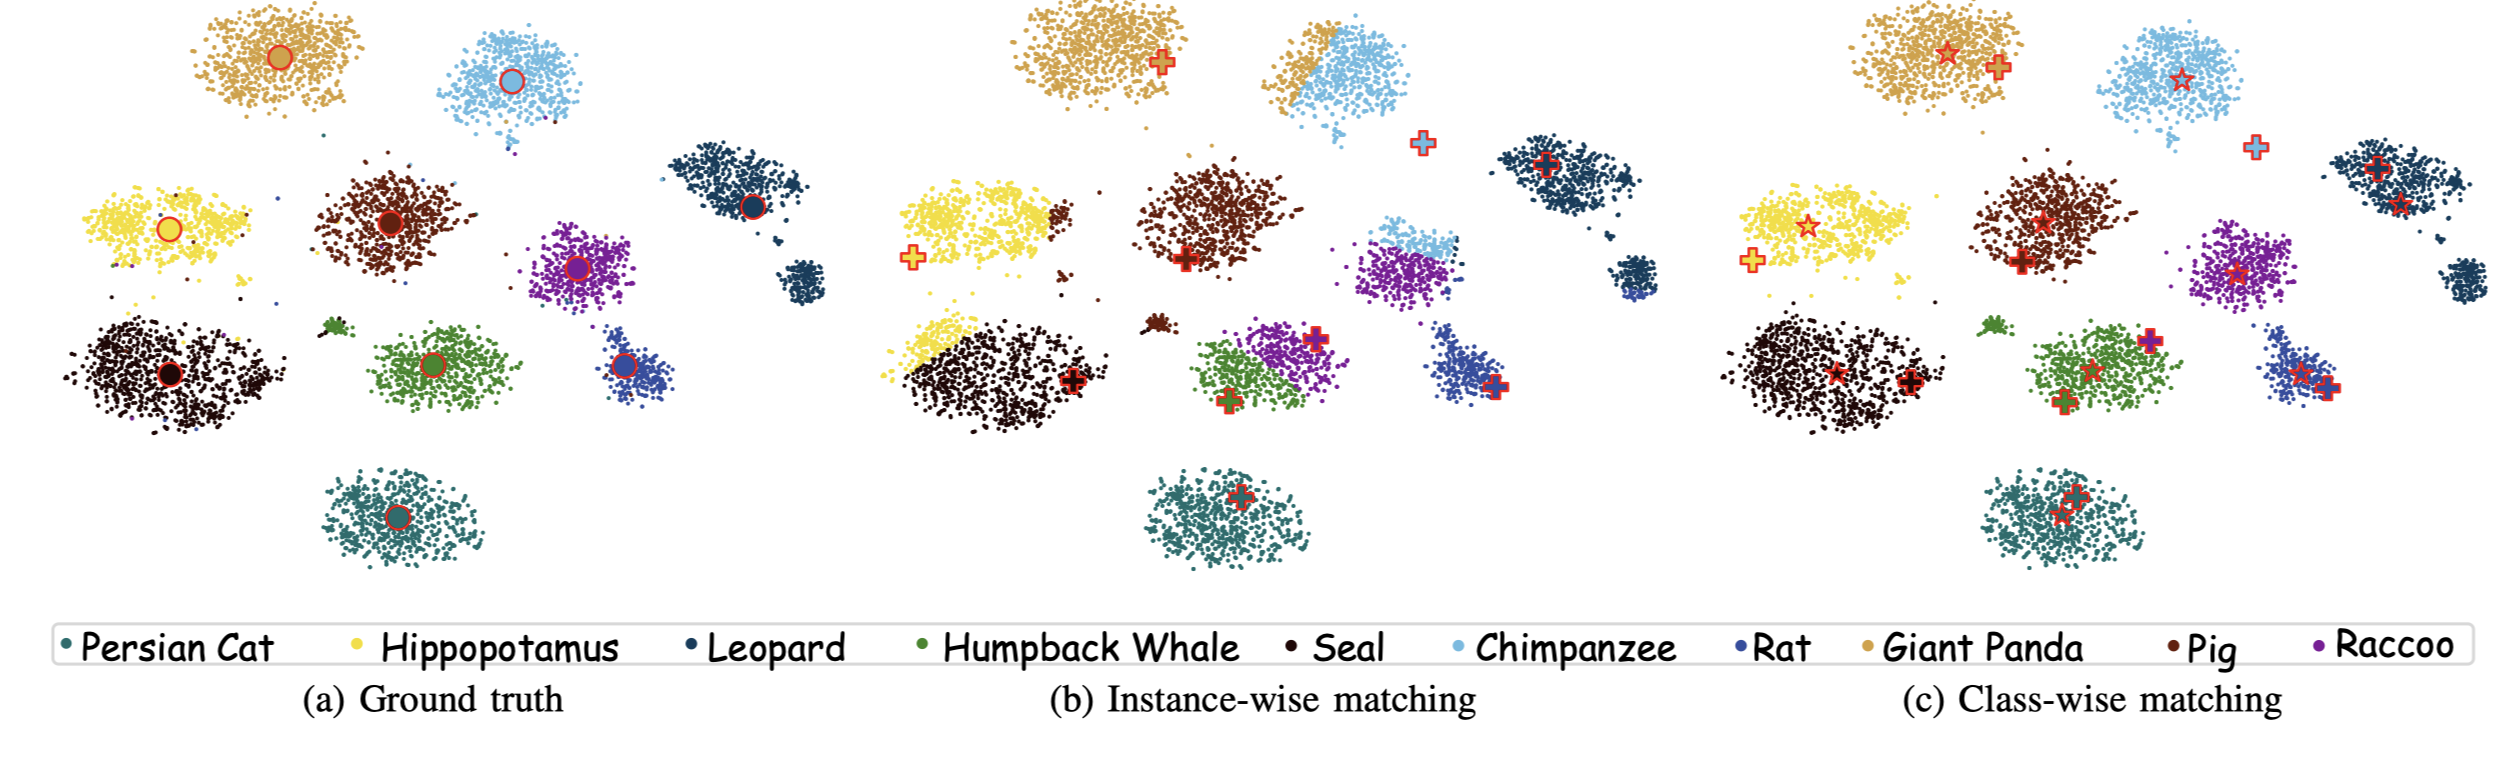 Persian Cat Hippopotamus Leopard Humpback Whale Seal Chimpanzee Rat Giant Panda Pig Raccoo
(a) Ground truth (b) Instance-wise matching (c) Class-wise matching